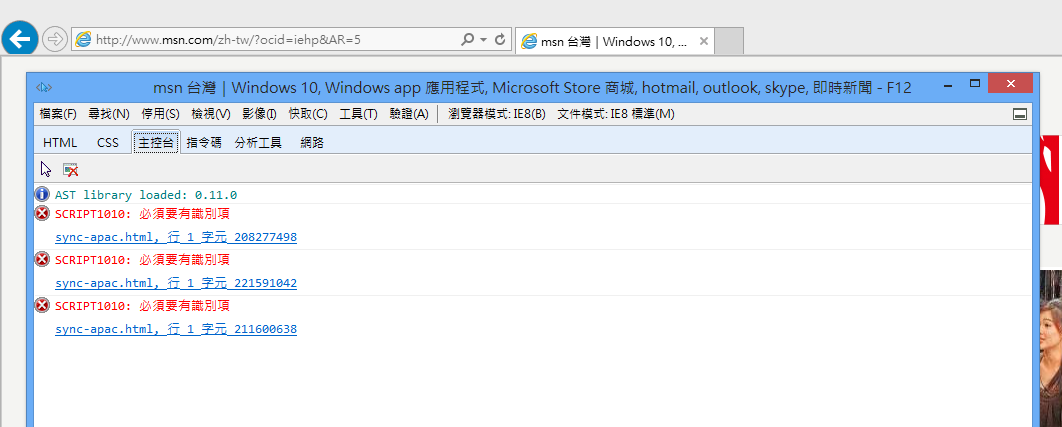 http://www.msn.com/zh-tw/?ocid=iehp&AR=5
msn 台灣 | Windows 10, ...
msn 台灣 | Windows 10, Windows app 應用程式, Microsoft Store 商城, hotmail, outlook, skype, 即時新聞 - F12
檔案(F) 尋找(N) 停用(S) 檢視(V) 影像(I) 快取(C) 工具(T) 驗證(A) 瀏覽器模式: IE8(B) 文件模式: IE8 標準(M)
HTML CSS 主控台 指令碼 分析工具 網路
AST library loaded: 0.11.0
SCRIPT1010: 必須要有識別項
sync-apac.html, 行 1 字元 208277498
SCRIPT1010: 必須要有識別項
sync-apac.html, 行 1 字元 221591042
SCRIPT1010: 必須要有識別項
sync-apac.html, 行 1 字元 211600638